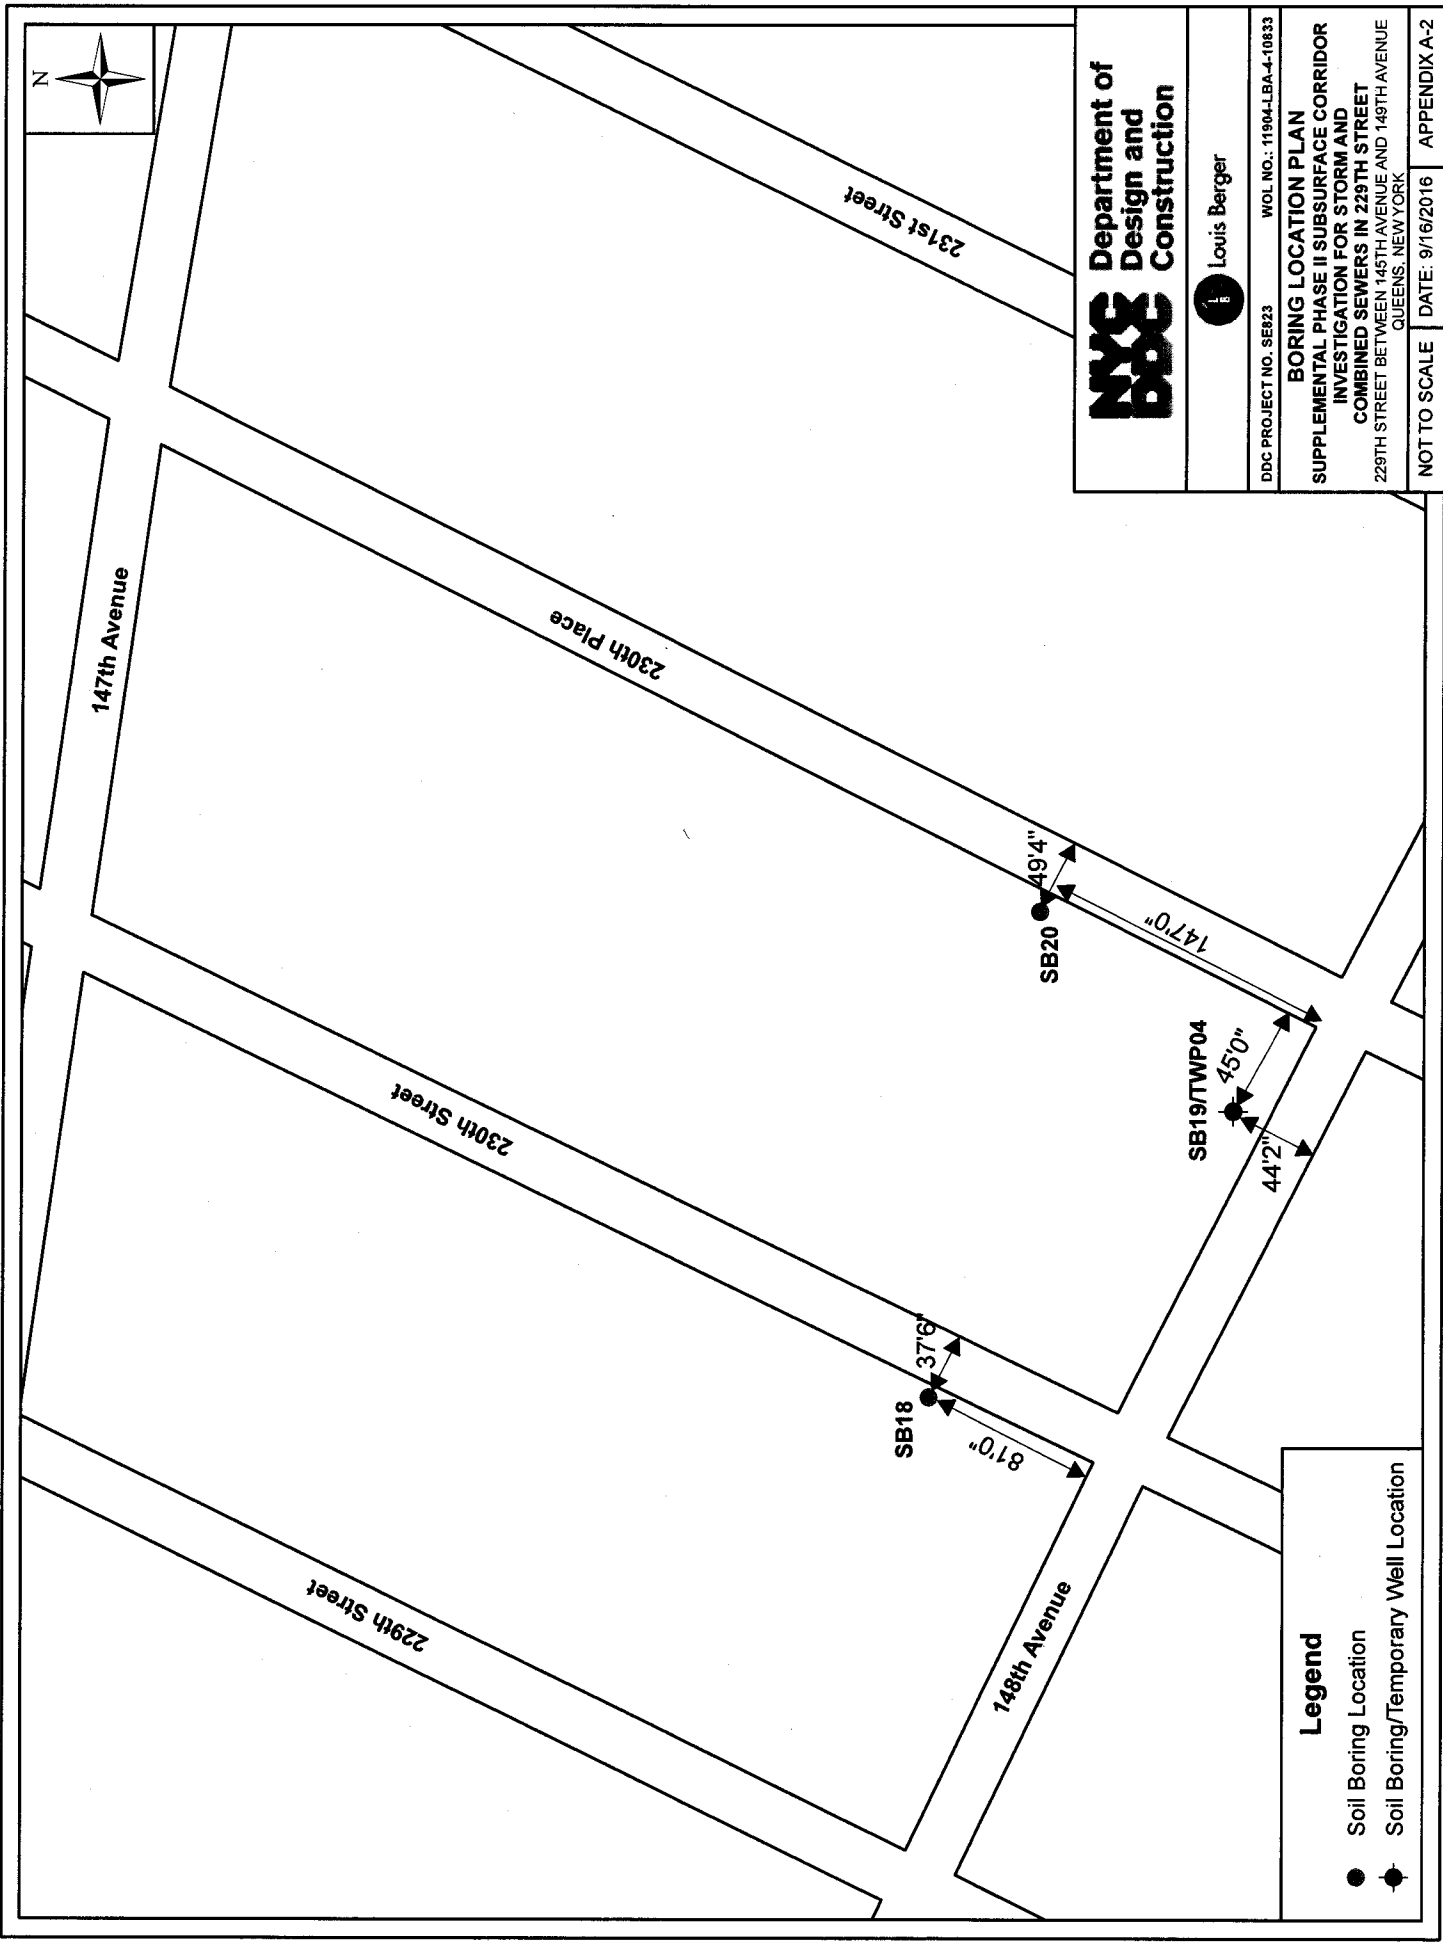 N
147th Avenue
231st Street
230th Place
230th Street
229th Street
148th Avenue
SB20
49'4"
147'0"
SB19/TWP04
45'0"
44'2"
SB18
37'6"
81'0"
Legend
Soil Boring Location
Soil Boring/Temporary Well Location
NYC
DDC
Department of
Design and
Construction
LB
Louis Berger
DDC PROJECT NO. SE823 WOL NO.: 11904-LBA-4-10833
BORING LOCATION PLAN
SUPPLEMENTAL PHASE II SUBSURFACE CORRIDOR
INVESTIGATION FOR STORM AND
COMBINED SEWERS IN 229TH STREET
229TH STREET BETWEEN 145TH AVENUE AND 149TH AVENUE
QUEENS, NEW YORK
NOT TO SCALE DATE: 9/16/2016 APPENDIX A-2